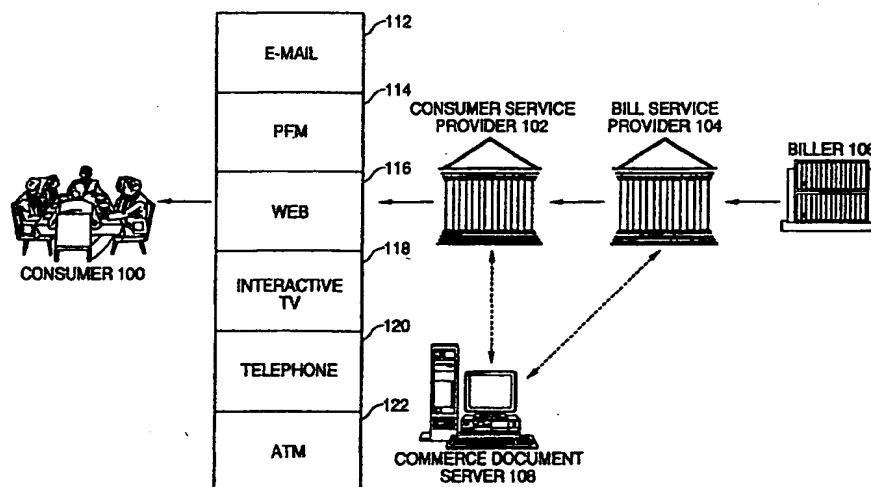 112
E-MAIL
114
PFM
116
WEB
118
INTERACTIVE
TV
120
TELEPHONE
122
ATM
CONSUMER 100
CONSUMER SERVICE
PROVIDER 102
BILL SERVICE
PROVIDER 104
BILLER 106
COMMERCE DOCUMENT
SERVER 108